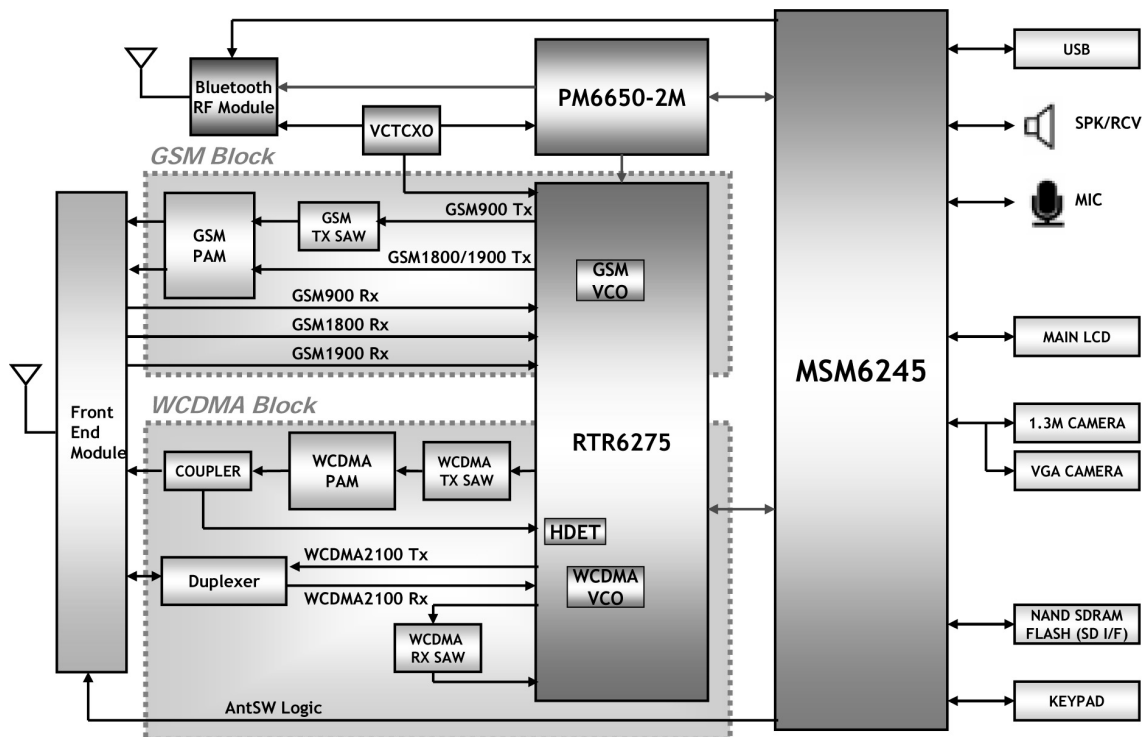 USB
Bluetooth
RF Module
PM6650-2M
VCTCXO
SPK/RCV
GSM Block
MIC
GSM
PAM
GSM
TX SAW
GSM900 Tx
GSM1800/1900 Tx
GSM
VCO
GSM900 Rx
GSM1800 Rx
GSM1900 Rx
MSM6245
MAIN LCD
WCDMA Block
Front
End
Module
RTR6275
1.3M CAMERA
VGA CAMERA
COUPLER
WCDMA
PAM
WCDMA
TX SAW
HDET
WCDMA2100 Tx
Duplexer
WCDMA2100 Rx
WCDMA
VCO
WCDMA
RX SAW
NAND SDRAM
FLASH (SD I/F)
AntSW Logic
KEYPAD